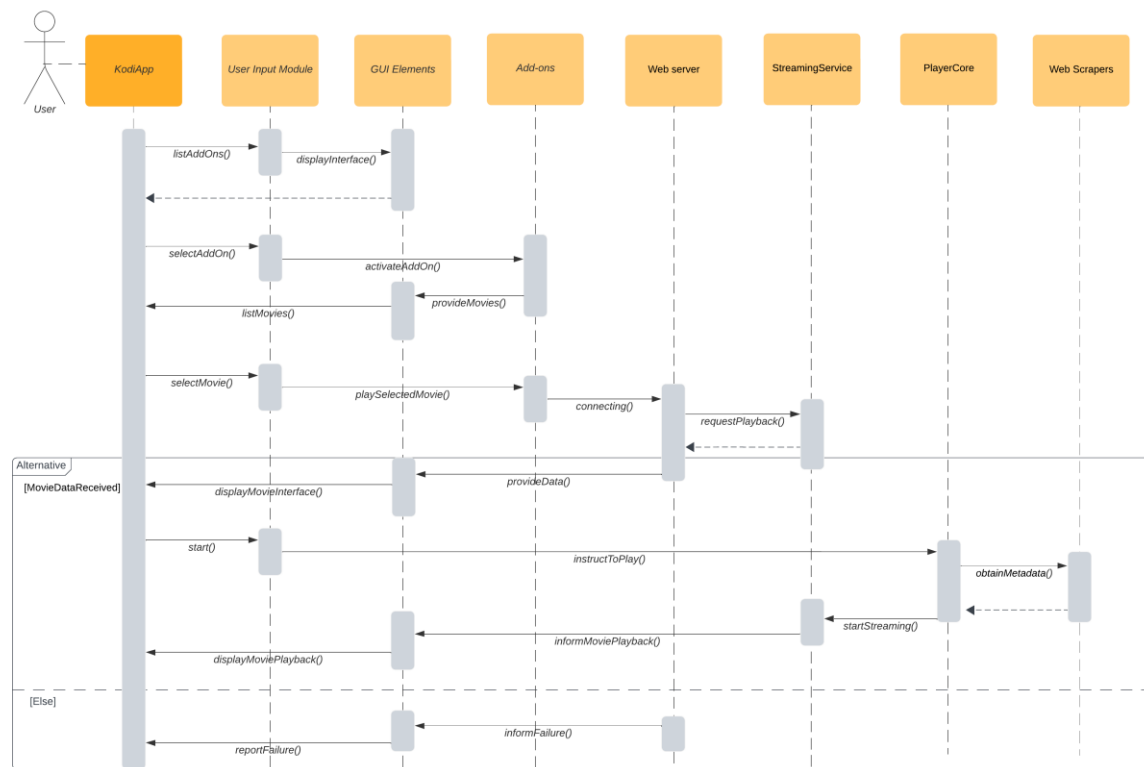 KodiApp
User Input Module
GUI Elements
Add-ons
Web server
StreamingService
PlayerCore
Web Scrapers
User
listAddOns()
displayInterface()
selectAddOn()
activateAddOn()
provideMovies()
listMovies()
selectMovie()
playSelectedMovie()
connecting()
requestPlayback()
Alternative
[MovieDataReceived]
provideData()
displayMovieInterface()
start()
instructToPlay()
obtainMetadata()
startStreaming()
informMoviePlayback()
displayMoviePlayback()
[Else]
informFailure()
reportFailure()